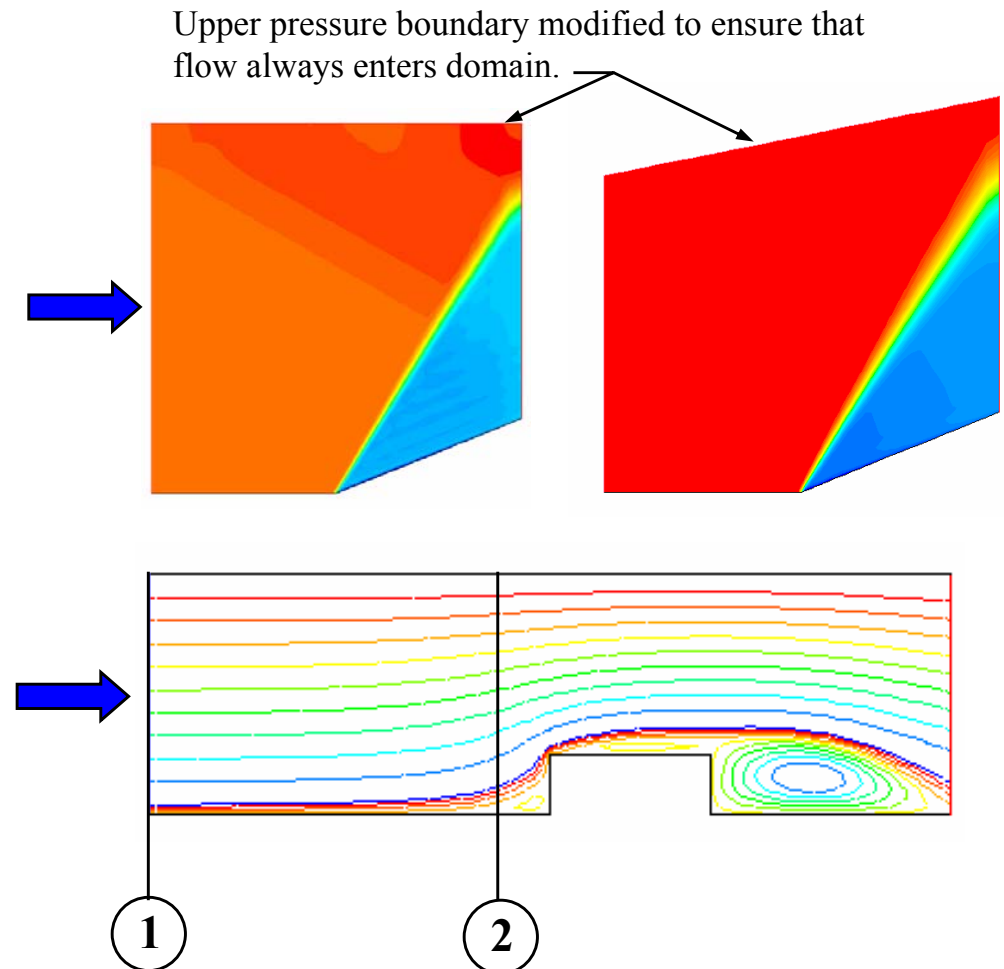 Upper pressure boundary modified to ensure that
flow always enters domain.
1
2